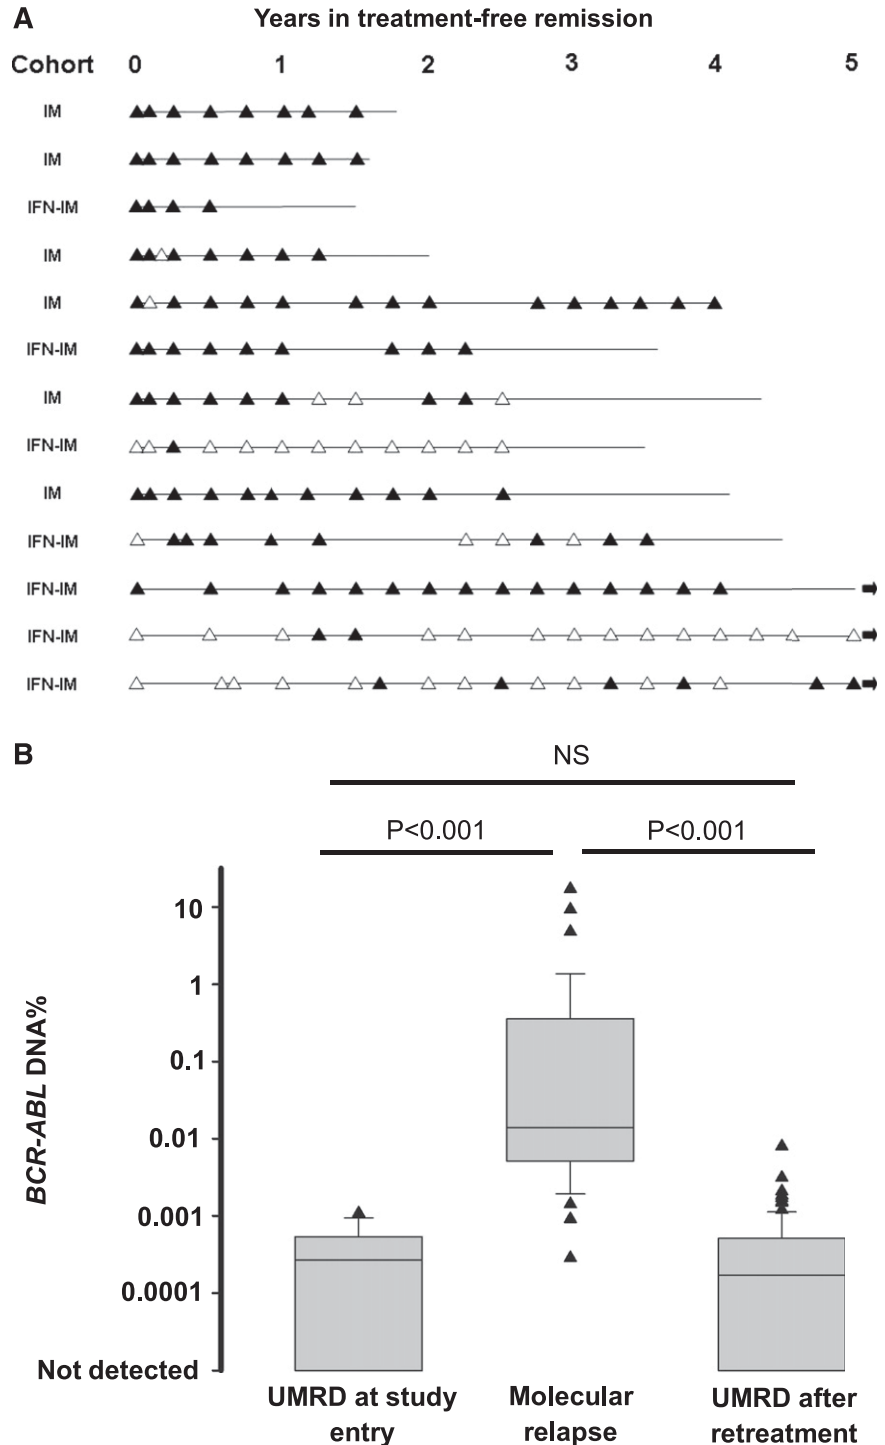 A
Years in treatment-free remission
Cohort 0 1 2 3 4 5
IM
IM
IFN-IM
IM
IM
IFN-IM
IM
IFN-IM
IM
IFN-IM
IFN-IM
IFN-IM
IFN-IM
B
NS
P<0.001 P<0.001
BCR-ABL DNA%
10
1
0.1
0.01
0.001
0.0001
Not detected
UMRD at study
entry
Molecular
relapse
UMRD after
retreatment